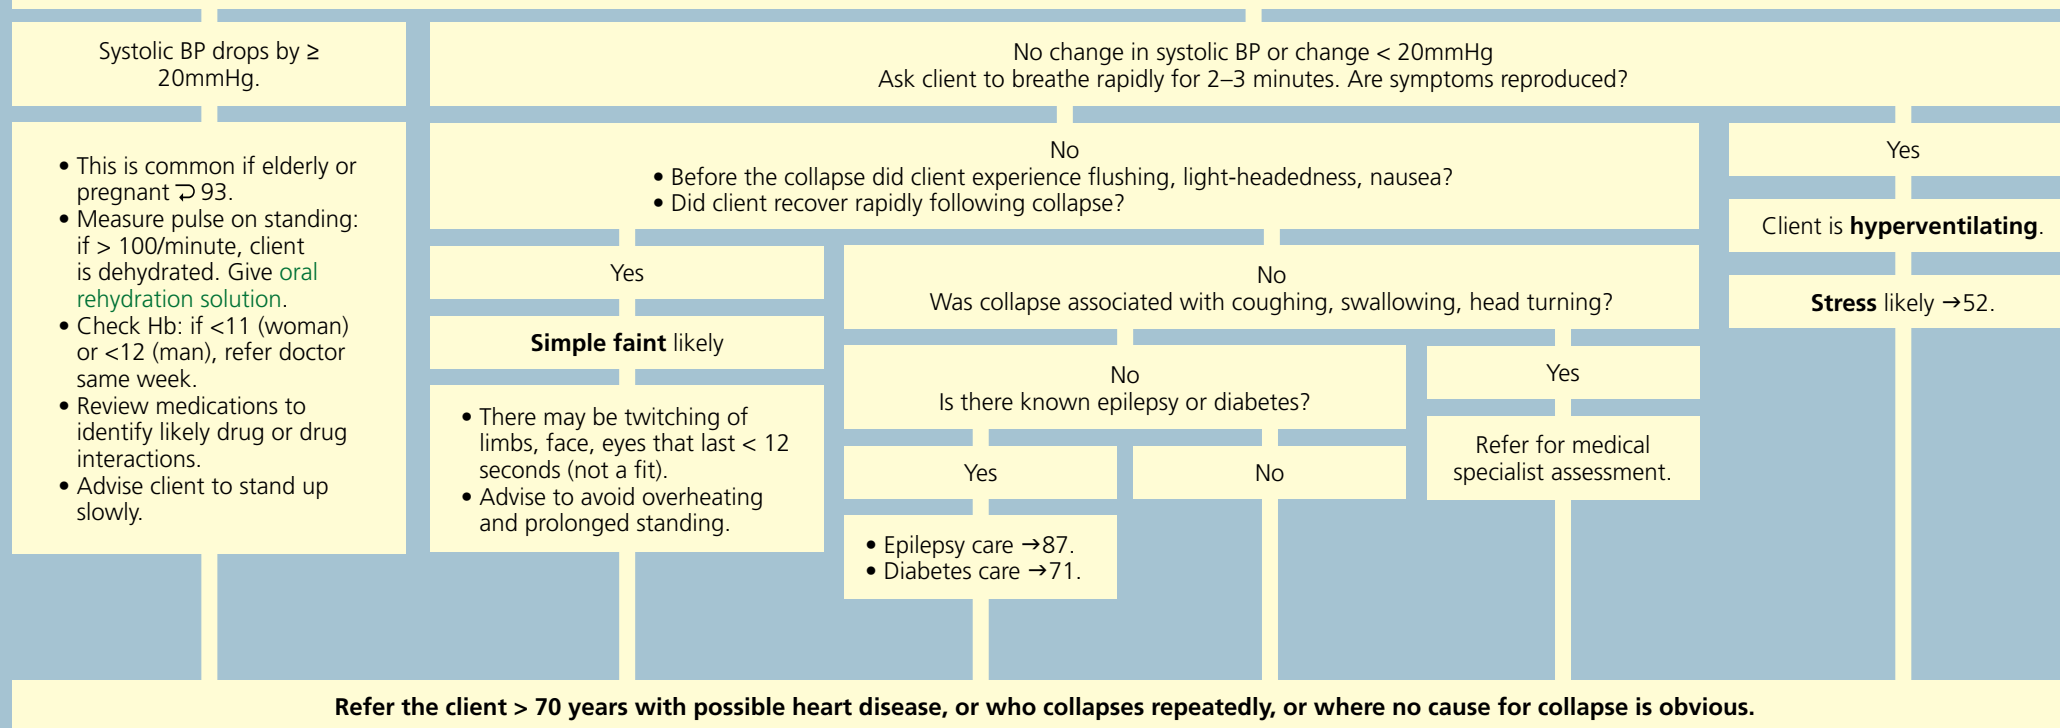 Systolic BP drops by ≥
20mmHg.
No change in systolic BP or change < 20mmHg
Ask client to breathe rapidly for 2–3 minutes. Are symptoms reproduced?
• This is common if elderly or
pregnant ⮌ 93.
• Measure pulse on standing:
if > 100/minute, client
is dehydrated. Give oral
rehydration solution.
• Check Hb: if <11 (woman)
or <12 (man), refer doctor
same week.
• Review medications to
identify likely drug or drug
interactions.
• Advise client to stand up
slowly.
No
• Before the collapse did client experience flushing, light-headedness, nausea?
• Did client recover rapidly following collapse?
Yes
Simple faint likely
• There may be twitching of
limbs, face, eyes that last < 12
seconds (not a fit).
• Advise to avoid overheating
and prolonged standing.
No
Was collapse associated with coughing, swallowing, head turning?
No
Is there known epilepsy or diabetes?
Yes
• Epilepsy care →87.
• Diabetes care →71.
No
Yes
Refer for medical
specialist assessment.
Yes
Client is hyperventilating.
Stress likely →52.
Refer the client > 70 years with possible heart disease, or who collapses repeatedly, or where no cause for collapse is obvious.